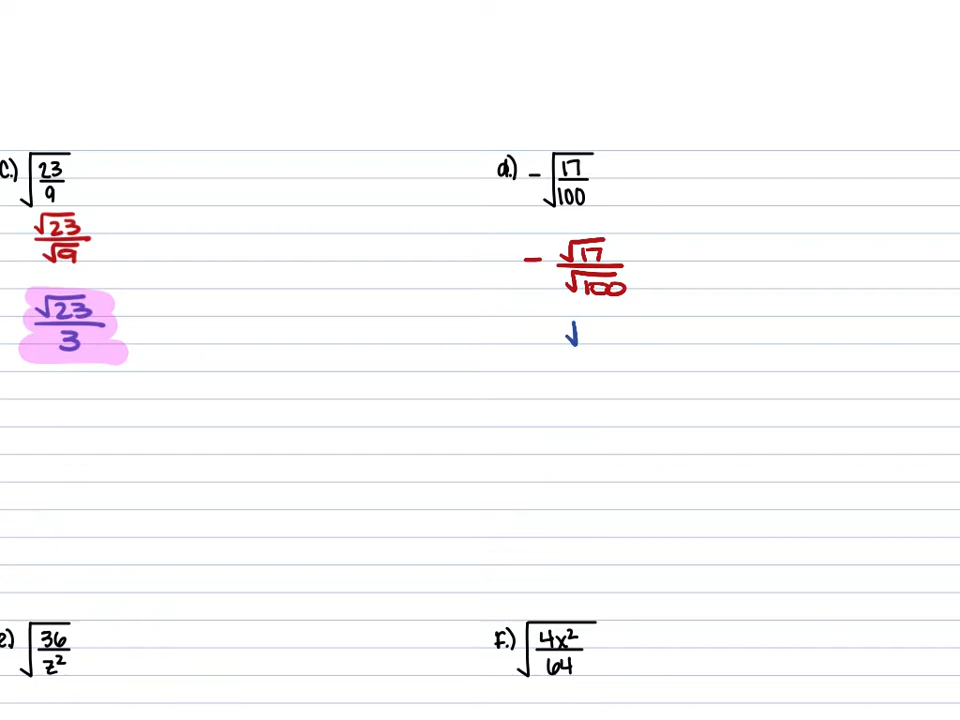 c.) √(23/9)
√23/√9
√23/3
d.) - √(17/100)
- √17/√100
√
e.) √(36/z²)
F.) √(4x²/64)